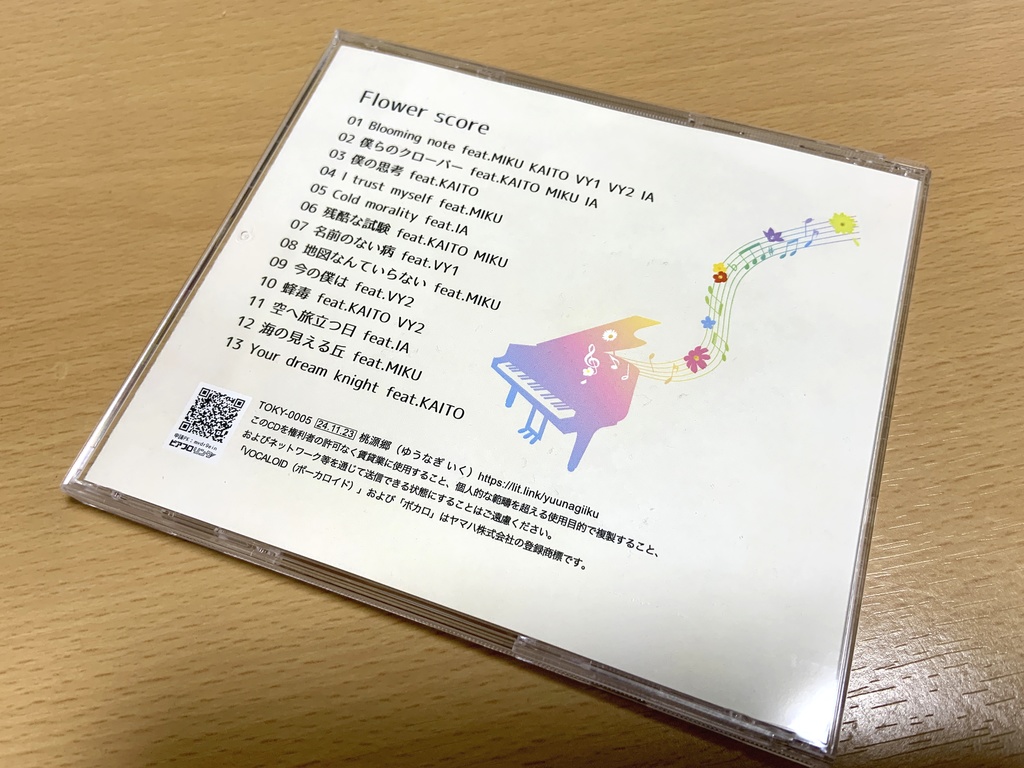 Flower score
01 Blooming note feat.MIKU KAITO VY1 VY2 IA
02 僕らのクローバー feat.KAITO MIKU IA
03 僕の思考 feat.KAITO
04 I trust myself feat.MIKU
05 Cold morality feat.IA
06 残酷な試験 feat.KAITO MIKU
07 名前のない病 feat.VY1
08 地図なんていらない feat.MIKU
09 今の僕は feat.VY2
10 蜂毒 feat.KAITO VY2
11 空へ旅立つ日 feat.IA
12 海の見える丘 feat.MIKU
13 Your dream knight feat.KAITO
TOKY-0005 24.11.23 桃源郷（ゆうなぎ いく）https://lit.link/yuunagiiku
このCDを権利者の許可なく賃貸業に使用すること、個人的な範疇を超える使用目的で複製すること、
およびネットワーク等を通じて送信できる状態にすることはご遠慮ください。
「VOCALOID（ボーカロイド）」および「ボカロ」はヤマハ株式会社の登録商標です。
ピアプロリンク